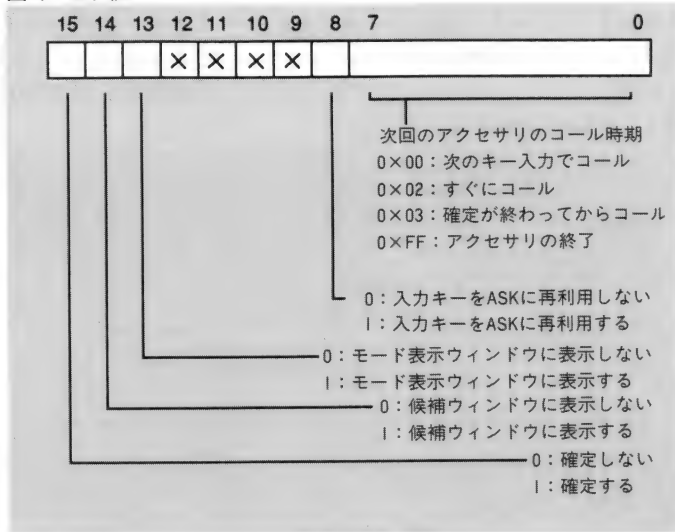 15 14 13 12 11 10 9 8 7 0
× × × ×
次回のアクセサリのコール時期
0×00：次のキー入力でコール
0×02：すぐにコール
0×03：確定が終わってからコール
0×FF：アクセサリの終了
0：入力キーをASKに再利用しない
1：入力キーをASKに再利用する
0：モード表示ウィンドウに表示しない
1：モード表示ウィンドウに表示する
0：候補ウィンドウに表示しない
1：候補ウィンドウに表示する
0：確定しない
1：確定する